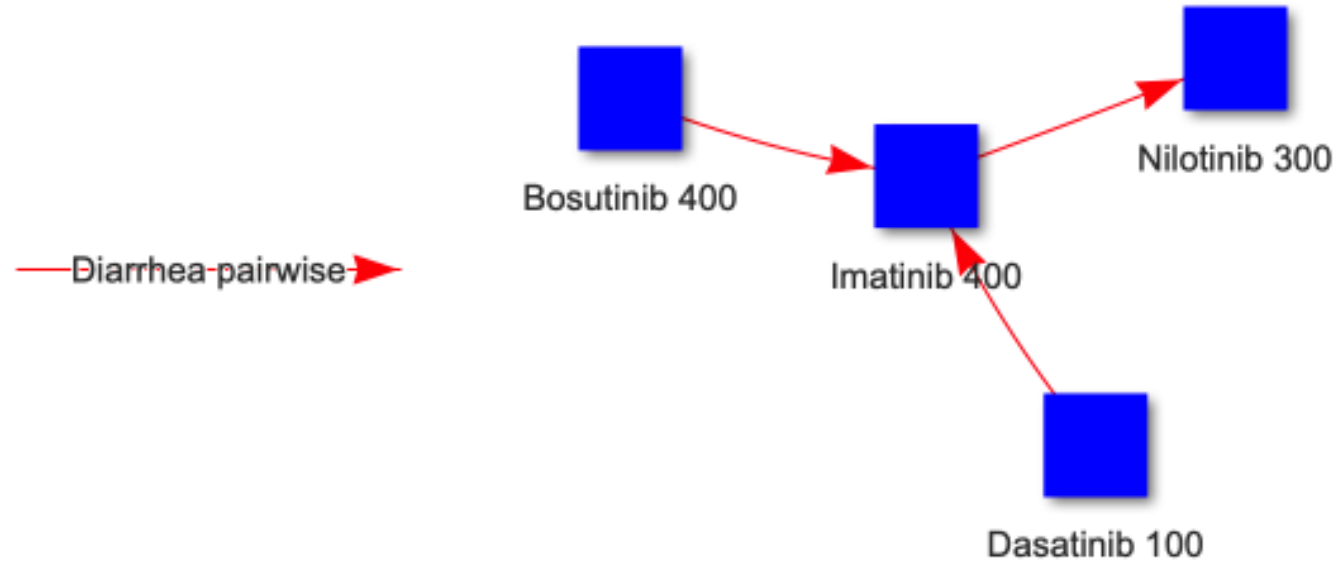 Nilotinib 300
Bosutinib 400
Diarrhea pairwise
Imatinib 400
Dasatinib 100